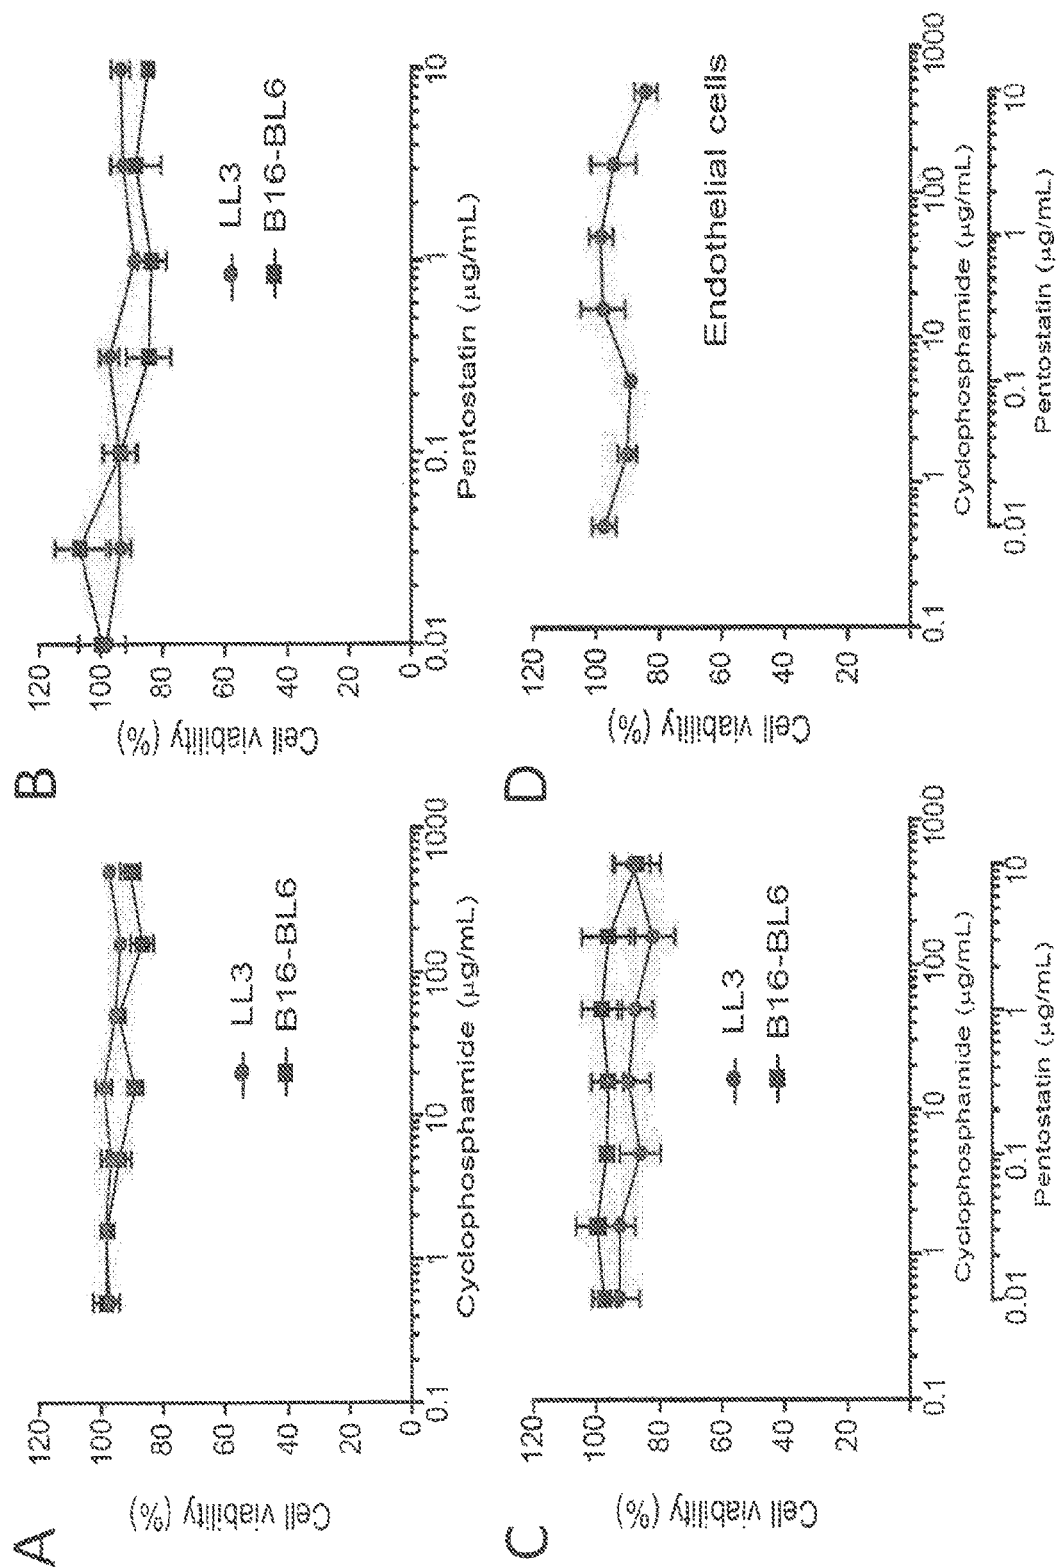 A
Cell viability (%)
120
100
80
60
40
20
0
0.1
1
10
100
1000
Cyclophosphamide (µg/mL)
LL3
B16-BL6
B
Cell viability (%)
120
100
80
60
40
20
0
0.01
0.1
1
10
Pentostatin (µg/mL)
LL3
B16-BL6
C
Cell viability (%)
120
100
80
60
40
20
0.1
1
10
100
1000
Cyclophosphamide (µg/mL)
0.01
0.1
1
10
Pentostatin (µg/mL)
LL3
B16-BL6
D
Cell viability (%)
120
100
80
60
40
20
0.1
1
10
100
1000
Cyclophosphamide (µg/mL)
0.01
0.1
1
10
Pentostatin (µg/mL)
Endothelial cells